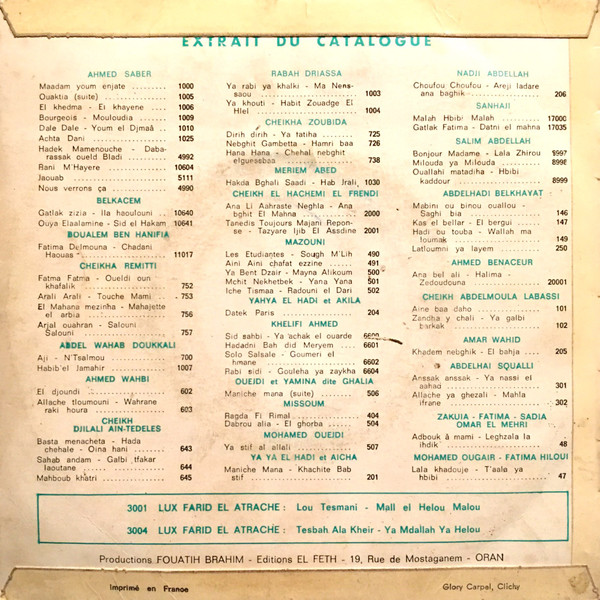 EXTRAIT DU CATALOGUE
AHMED SABER
Maadam youm enjate ......... 1000
Ouaktia (suite) ............ 1005
El khedma - Ei khayene .... 1006
Bourgeois - Mouloudia ..... 1009
Dale Dale - Youm el Djmaâ .. 1010
Achta Dani ................. 1025
Hadek Mamenouche - Daba-
rassak oueld Bladi ........ 4992
Rani M'Hayere .............. 10604
Jaouab ..................... 5111
Nous verrons ça ............ 4990
BELKACEM
Gatlak zizia - Ila haoulouni .. 10640
Ouya Elaalamine - Sid el Hakam 10641
BOUALEM BEN HANIFIA
Fatima Delmouna - Chadani
Haouas .................... 11017
CHEIKHA REMITTI
Fatma Fatma - Oueldi oun
khafalik .................. 752
Arali Arali - Touche Mami .... 753
El Mahana mezinha - Mahajette
el arbia .................. 756
Arjal ouahran - Salouni
Salouni ................... 757
ABDEL WAHAB DOUKKALI
Aji - N'Tsalmou ............ 700
Habib'el Jamahir ........... 1007
AHMED WAHBI
El djoundi ................. 602
Allache tloumouni - Wahrane
raki houra ................ 603
CHEIKH
DJILALI AIN-TEDELES
Basta menacheta - Hada
chehale - Oina hani ....... 643
Sahab andam - Galbi tfakar
laoutane .................. 644
Mahboub khatri ............. 645
RABAH DRIASSA
Ya rabi ya khalki - Ma Nens-
saou ...................... 1003
Ya khouti - Habit Zouadge El
Hlel ...................... 1004
CHEIKHA ZOUBIDA
Dirih dirih - Ya tatiha ...... 725
Nebghit Gambetta - Hamri baa 726
Hana Hana - Chehal nebghit
elguessbaa ................ 738
MERIEM ABED
Hakda Bghali Saadi - Hab Jrali 1030
CHEIKH EL HACHEMI EL FRENDI
Ana Li Aahraste Neghla - Ana
bghit El Mahna ............ 2000
Tanedis Toujours Majani Repon-
se - Tazyare Ijib El Assdine 2001
MAZOUNI
Les Etudiantes - Sough M'Lih 490
Aini Aini chafat ezzine ...... 491
Ya Bent Dzair - Mayna Alikoum 500
Mchit Nekhetbek - Yana Yana 501
Iche Tismaa - Radouni el Dari 502
YAHYA EL HADI et AKILA
Datek Paris ................ 204
KHELIFI AHMED
Sid sahbi - Ya achak el ouarde 6600
Hadadni Bah did Meryem .... 6601
Solo Salsale - Goumeri el
hmane ..................... 6602
Rabi sidi - Gouleha ya zaykha 6604
OUEIDI et YAMINA dite GHALIA
Maniche mana (suite) ........ 506
MISSOUM
Ragda Fi Rimal ............. 404
Dabrou alia - El ghorba ...... 504
MOHAMED OUEIDI
Ya stil al allali ........... 507
YA YA EL HADI et AICHA
Maniche Mana - Khachite Bab
stif ...................... 201
NADJI ABDELLAH
Choufou Choufou - Areji ladare
ana baghik ................ 206
SANHAJI
Malah Hbibi Malah .......... 17000
Gatlak Fatima - Datni el mahna 17035
SALIM ABDELLAH
Bonjour Madame - Lala Zhirou 8997
Milouda ya Milouda .......... 8998
Ouallahi matadiha - Hbibi
kaddour ................... 8999
ABDELHADI BELKHAYAT
Mabini ou binou ouallou -
Saghi bia ................. 146
Kas el bellar - El bergui .... 147
Hadi ou touba - Wallah ma
loumak .................... 149
Latloumni ya layem ......... 250
AHMED BENACEUR
Ana bel ali - Halima -
Zedoudouna ................ 20001
CHEIKH ABDELMOULA LABASSI
Aine baa daho .............. 101
Zandha y chali - Ya galbi
barkak .................... 102
AMAR WAHID
Khadem nebghik - El bahja .... 205
ABDELHAI SQUALLI
Anssak anssak - Ya nassi el
aahad ..................... 301
Allache ya ghezali - Mahla
ifrane .................... 302
ZAKUIA - FATIMA - SADIA
OMAR EL MEHRI
Adbouk â mami - Leghzala la
ihdik ..................... 48
MOHAMED OUGAIR - FATIMA HILOUI
Lala khadouje - T'aala ya
hbibi ..................... 47
3001 LUX FARID EL ATRACHE : Lou Tesmani - Mall el Helou Malou
3004 LUX FARID EL ATRACHE : Tesbah Ala Kheir - Ya Mdallah Ya Helou
Productions FOUATIH BRAHIM - Editions EL FETH - 19, Rue de Mostaganem - ORAN
Imprimé en France
Glory Carpel, Clichy